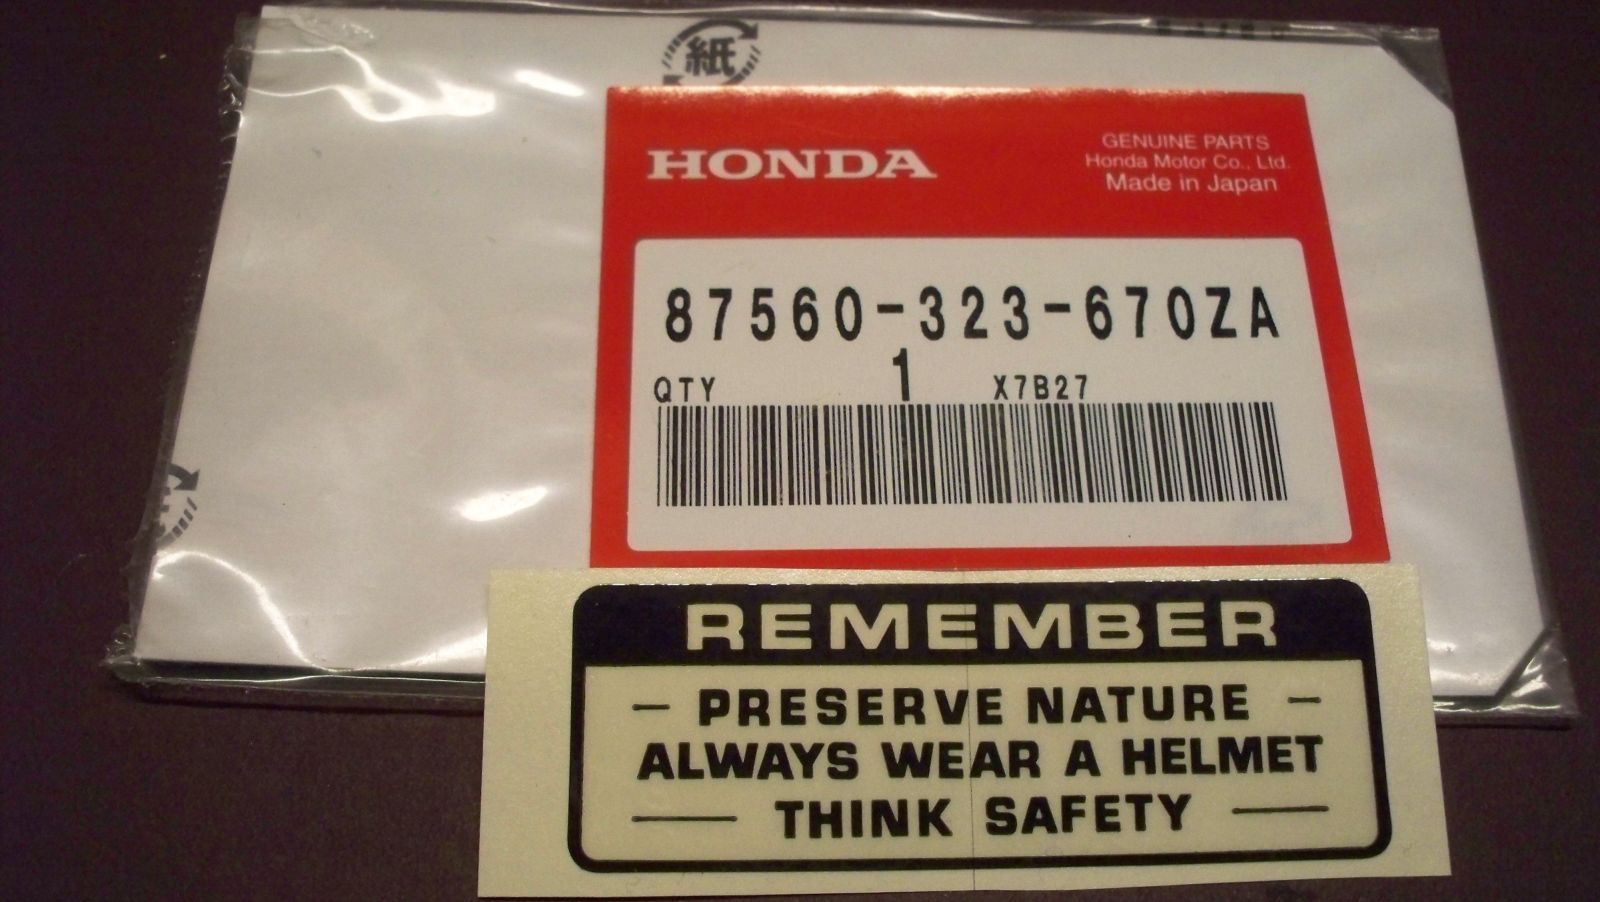 紙
HONDA
GENUINE PARTS
Honda Motor Co., Ltd.
Made in Japan
87560-323-670ZA
QTY 1 X7B27
REMEMBER
- PRESERVE NATURE -
ALWAYS WEAR A HELMET
— THINK SAFETY —